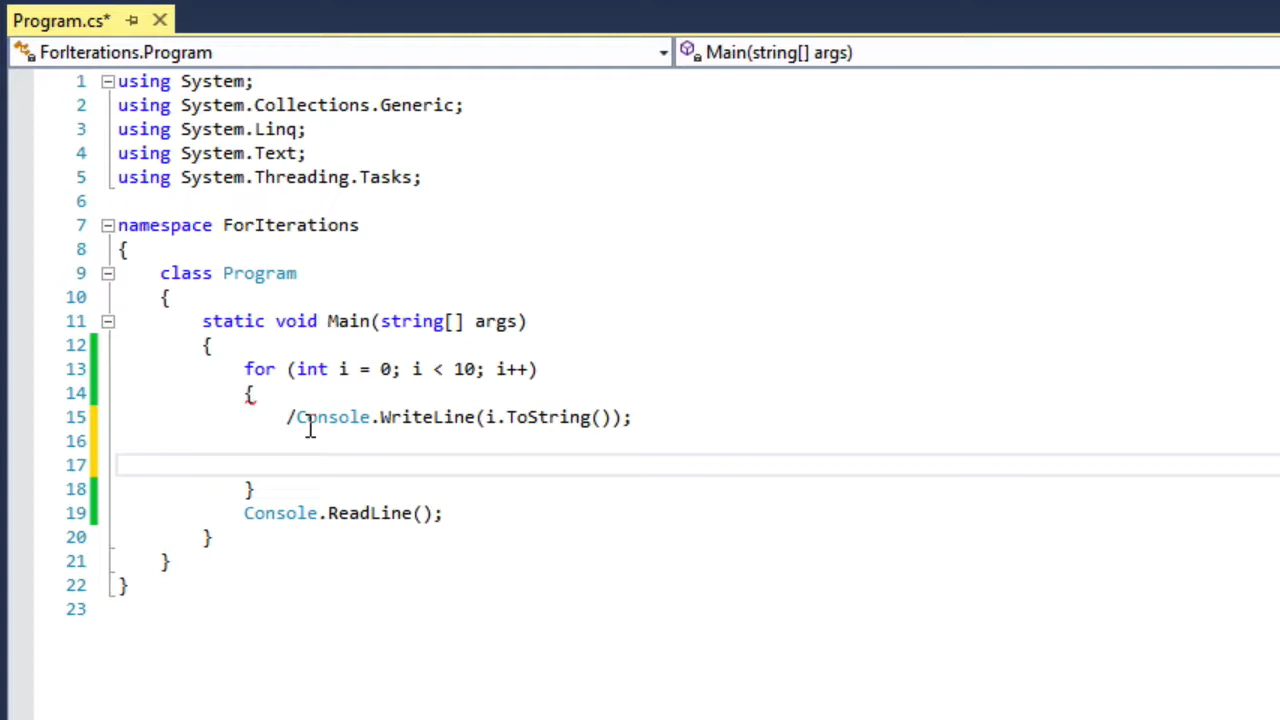 Program.cs*
ForIterations.Program Main(string[] args)
1 using System;
2 using System.Collections.Generic;
3 using System.Linq;
4 using System.Text;
5 using System.Threading.Tasks;
6
7 namespace ForIterations
8 {
9 class Program
10 {
11 static void Main(string[] args)
12 {
13 for (int i = 0; i < 10; i++)
14 {
15 /Console.WriteLine(i.ToString());
16
17
18 }
19 Console.ReadLine();
20 }
21 }
22 }
23